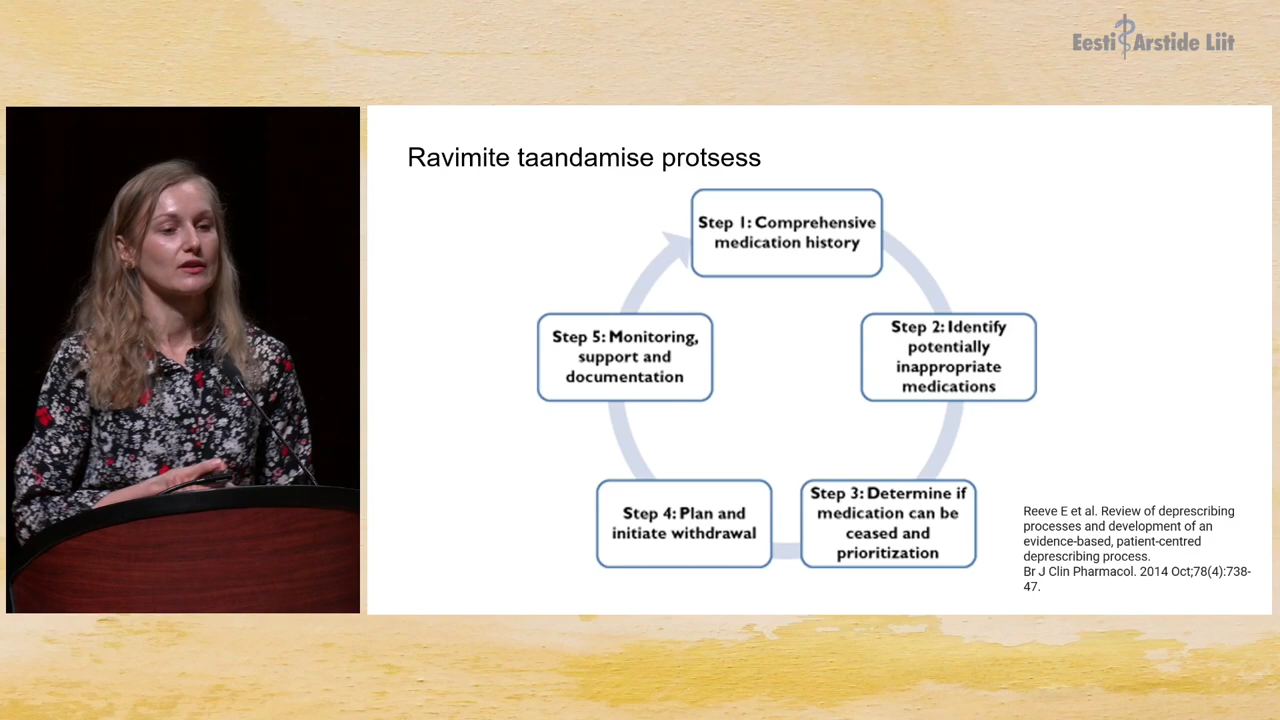 Eesti Arstide Liit
Ravimite taandamise protsess
Step 1: Comprehensive
medication history
Step 2: Identify
potentially
inappropriate
medications
Step 3: Determine if
medication can be
ceased and
prioritization
Step 4: Plan and
initiate withdrawal
Step 5: Monitoring,
support and
documentation
Reeve E et al. Review of deprescribing
processes and development of an
evidence-based, patient-centred
deprescribing process.
Br J Clin Pharmacol. 2014 Oct;78(4):738-
47.